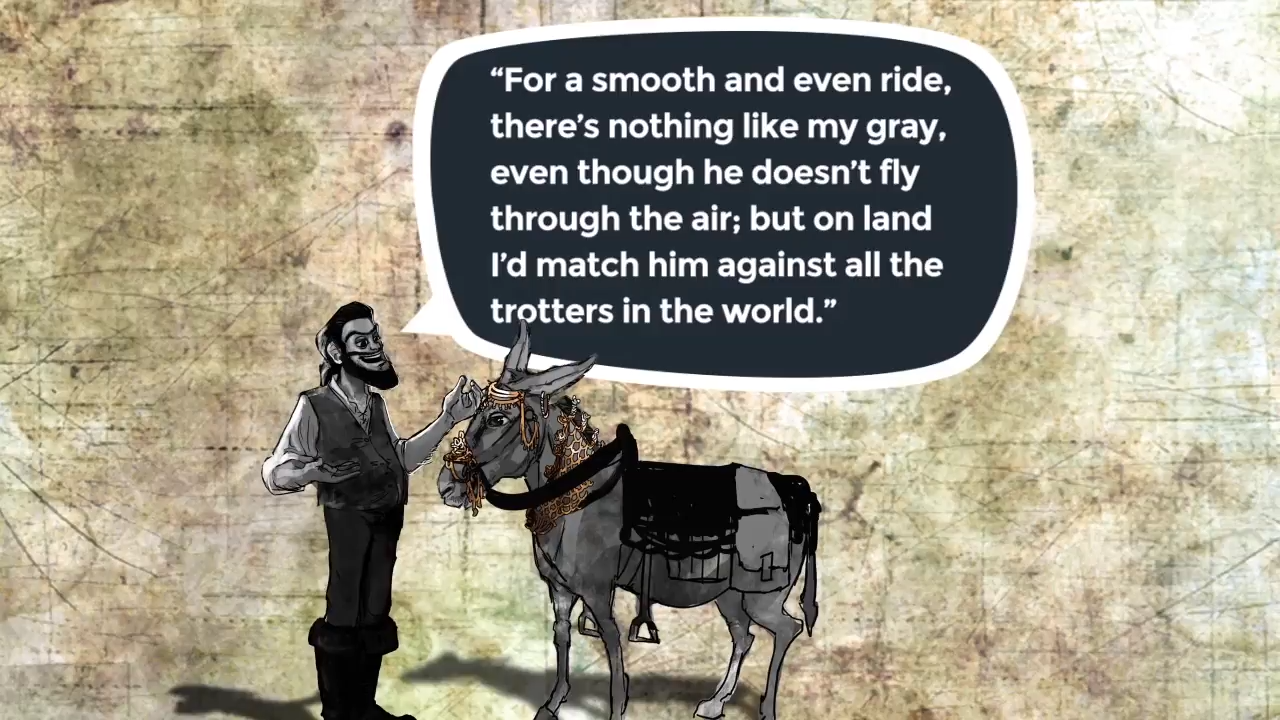 “For a smooth and even ride,
there’s nothing like my gray,
even though he doesn’t fly
through the air; but on land
I’d match him against all the
trotters in the world.”